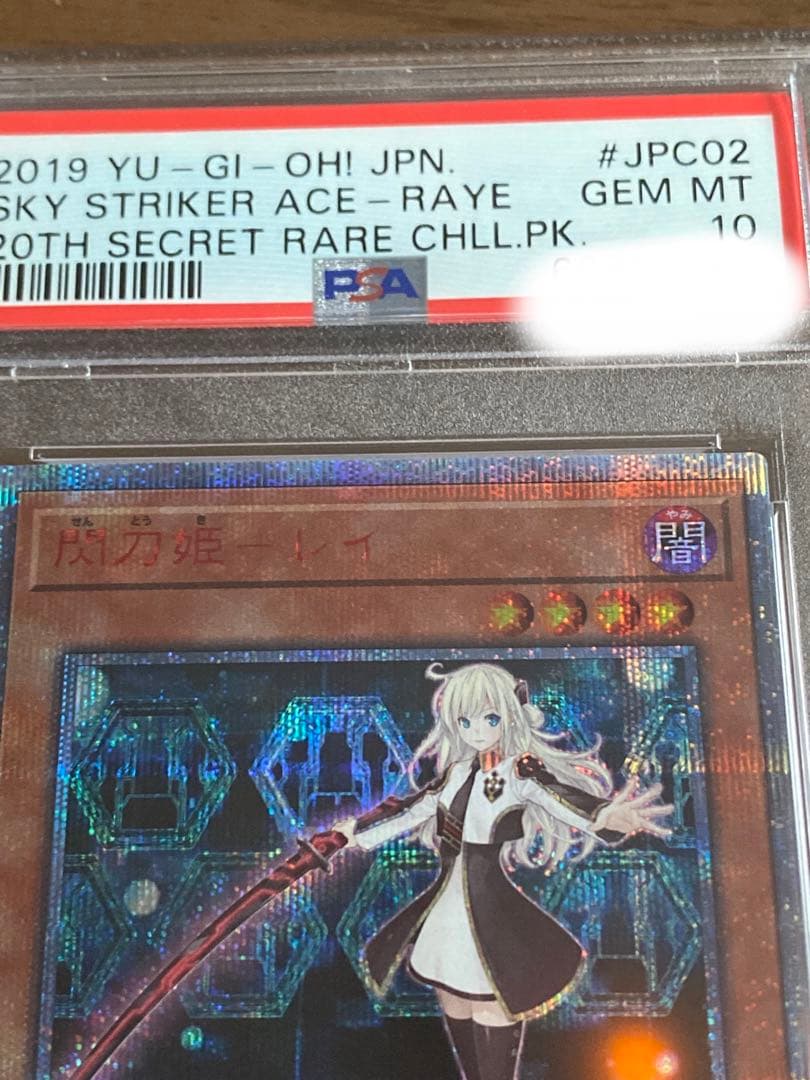 2019 YU-GI-OH! JPN. #JPC02
SKY STRIKER ACE-RAYE GEM MT
20TH SECRET RARE CHLL.PK. 10
PSA
せん とう き
閃刀姫－レイ
やみ
闇